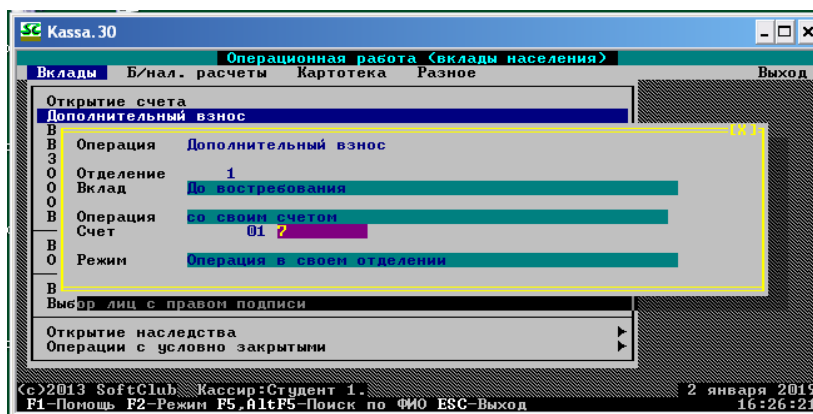 SC Kassa.30
Операционная работа (вклады населения)
Вклады Б/нал. расчеты Картотека Разное Выход
Открытие счета
Дополнительный взнос
В [X]
В Операция Дополнительный взнос
З
О Отделение 1
О Вклад До востребования
О
В Операция со своим счетом
Счет 01 7
В
О Режим Операция в своем отделении
В
Выбор лиц с правом подписи
Открытие наследства
Операции с условно закрытыми
(c)2013 SoftClub Кассир:Студент 1. 2 января 2019
F1-Помощь F2-Режим F5,AltF5-Поиск по ФИО ESC-Выход 16:26:21